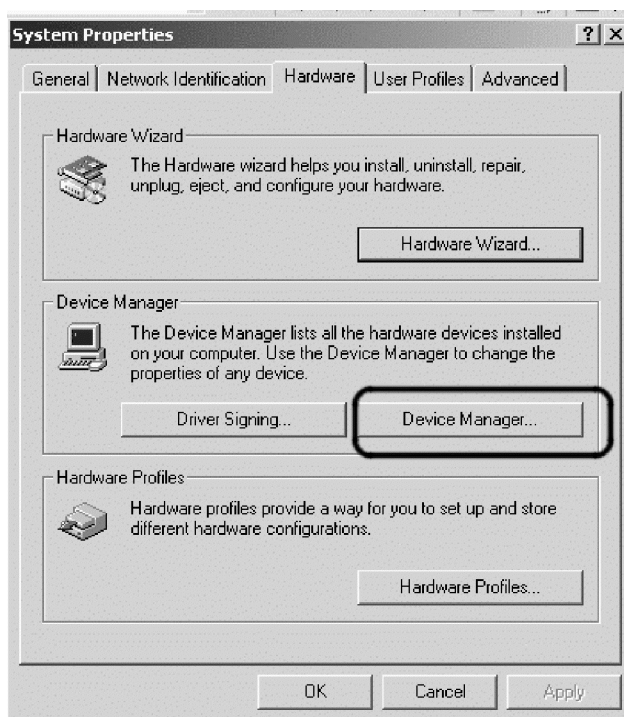 System Properties
General
Network Identification
Hardware
User Profiles
Advanced
Hardware Wizard
The Hardware wizard helps you install, uninstall, repair,
unplug, eject, and configure your hardware.
Hardware Wizard...
Device Manager
The Device Manager lists all the hardware devices installed
on your computer. Use the Device Manager to change the
properties of any device.
Driver Signing...
Device Manager...
Hardware Profiles
Hardware profiles provide a way for you to set up and store
different hardware configurations.
Hardware Profiles...
OK
Cancel
Apply